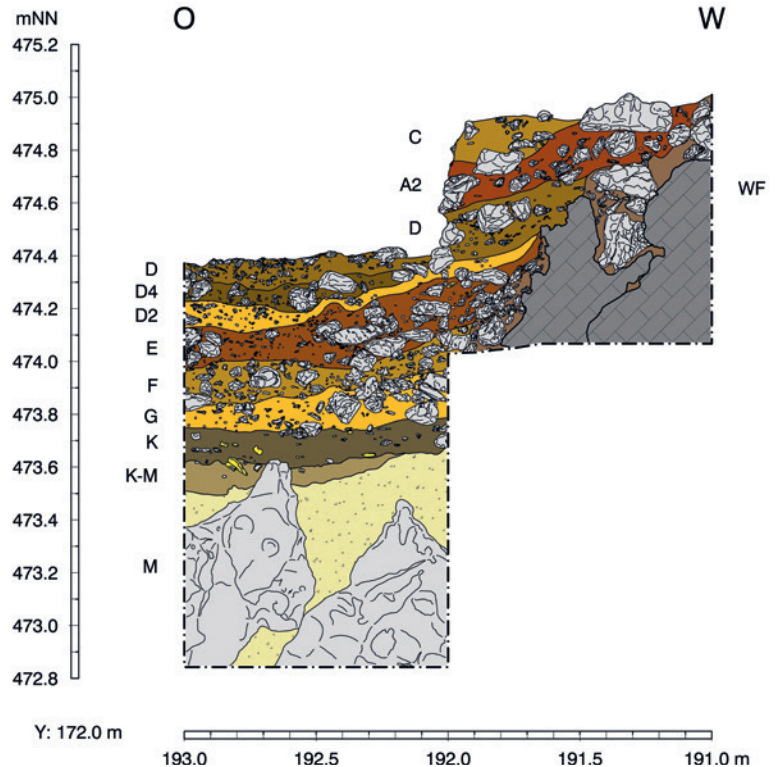 mNN
O
W
475.2
475.0
474.8
474.6
474.4
474.2
474.0
473.8
473.6
473.4
473.2
473.0
472.8
C
A2
D
WF
D
D4
D2
E
F
G
K
K-M
M
Y: 172.0 m
193.0
192.5
192.0
191.5
191.0 m